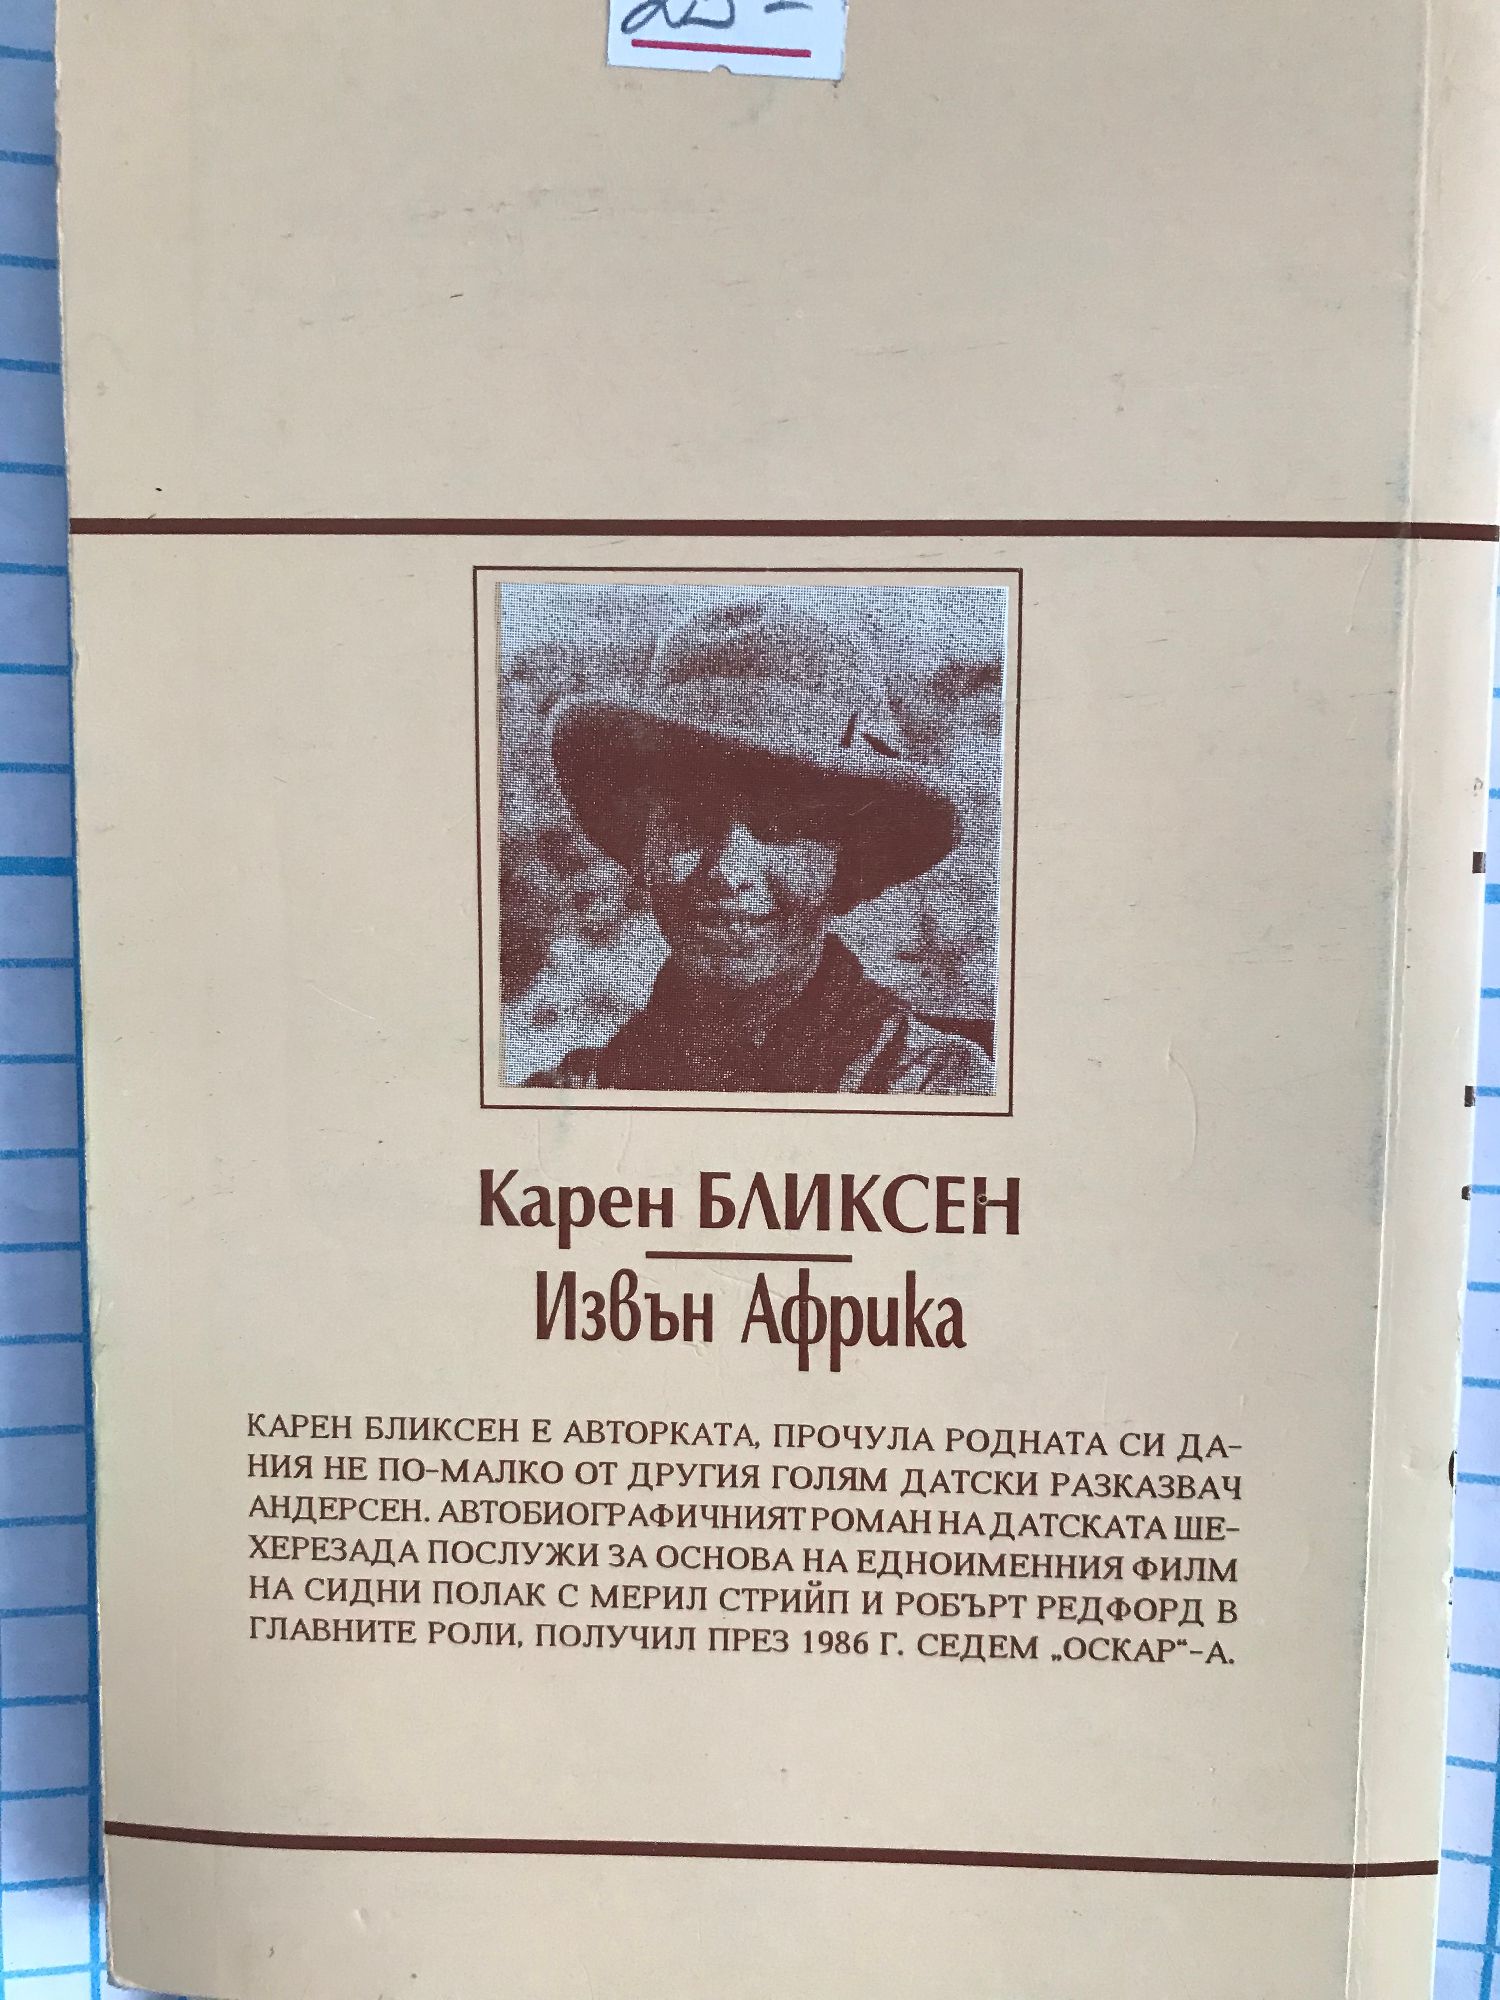 Карен БЛИКСЕН
Извън Африка
КАРЕН БЛИКСЕН Е АВТОРКАТА, ПРОЧУЛА РОДНАТА СИ ДА-
НИЯ НЕ ПО-МАЛКО ОТ ДРУГИЯ ГОЛЯМ ДАТСКИ РАЗКАЗВАЧ
АНДЕРСЕН. АВТОБИОГРАФИЧНИЯТ РОМАН НА ДАТСКАТА ШЕ-
ХЕРЕЗАДА ПОСЛУЖИ ЗА ОСНОВА НА ЕДНОИМЕННИЯ ФИЛМ
НА СИДНИ ПОЛАК С МЕРИЛ СТРИЙП И РОБЪРТ РЕДФОРД В
ГЛАВНИТЕ РОЛИ, ПОЛУЧИЛ ПРЕЗ 1986 Г. СЕДЕМ „ОСКАР“-А.